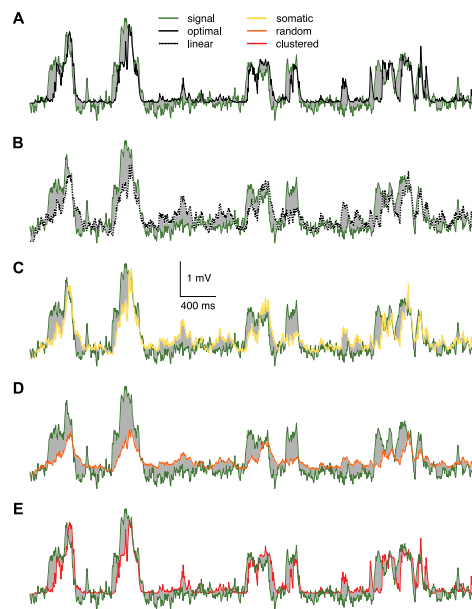 A
signal
optimal
linear
somatic
random
clustered
B
C
1 mV
400 ms
D
E